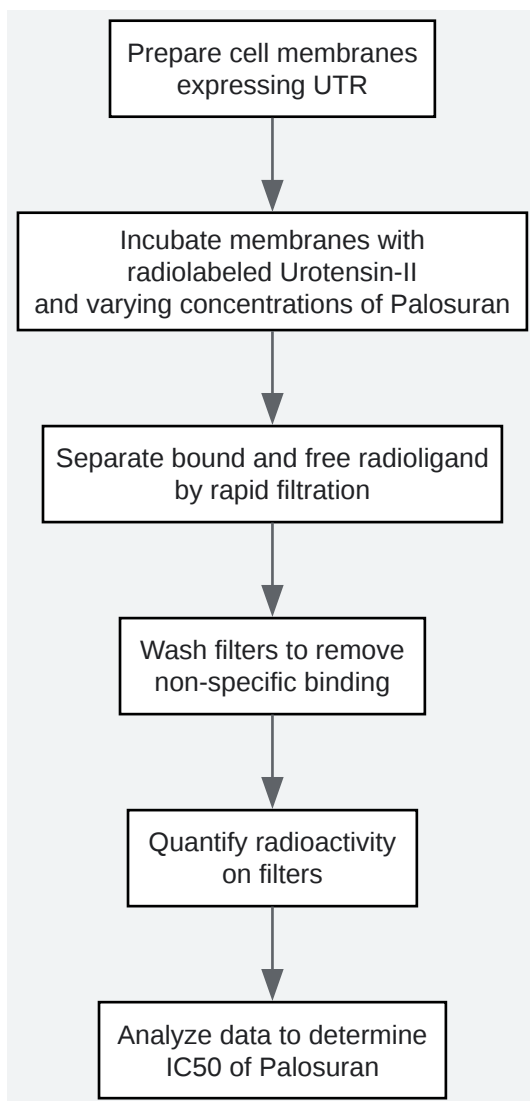 Prepare cell membranes
expressing UTR
Incubate membranes with
radiolabeled Urotensin-II
and varying concentrations of Palosuran
Separate bound and free radioligand
by rapid filtration
Wash filters to remove
non-specific binding
Quantify radioactivity
on filters
Analyze data to determine
IC50 of Palosuran